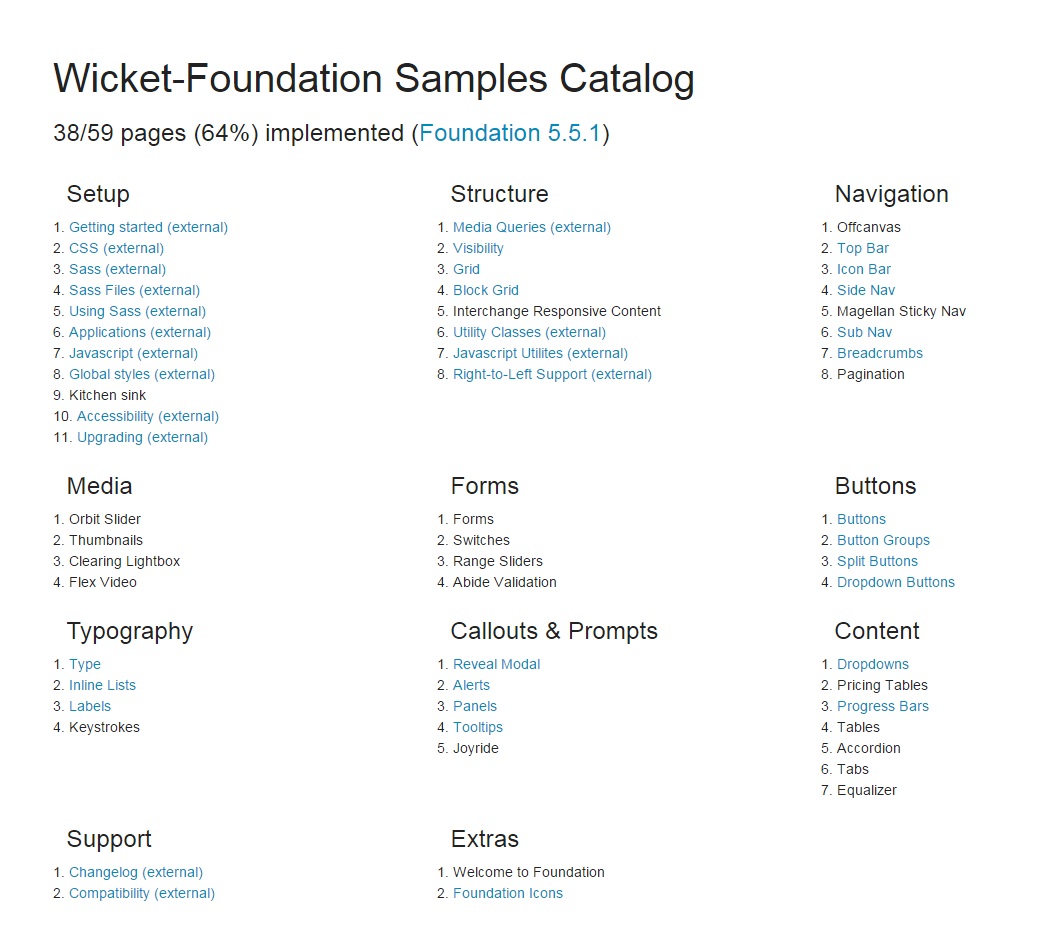 Wicket-Foundation Samples Catalog
38/59 pages (64%) implemented (Foundation 5.5.1)
Setup
1. Getting started (external)
2. CSS (external)
3. Sass (external)
4. Sass Files (external)
5. Using Sass (external)
6. Applications (external)
7. Javascript (external)
8. Global styles (external)
9. Kitchen sink
10. Accessibility (external)
11. Upgrading (external)
Structure
1. Media Queries (external)
2. Visibility
3. Grid
4. Block Grid
5. Interchange Responsive Content
6. Utility Classes (external)
7. Javascript Utilites (external)
8. Right-to-Left Support (external)
Navigation
1. Offcanvas
2. Top Bar
3. Icon Bar
4. Side Nav
5. Magellan Sticky Nav
6. Sub Nav
7. Breadcrumbs
8. Pagination
Media
1. Orbit Slider
2. Thumbnails
3. Clearing Lightbox
4. Flex Video
Forms
1. Forms
2. Switches
3. Range Sliders
4. Abide Validation
Buttons
1. Buttons
2. Button Groups
3. Split Buttons
4. Dropdown Buttons
Typography
1. Type
2. Inline Lists
3. Labels
4. Keystrokes
Callouts & Prompts
1. Reveal Modal
2. Alerts
3. Panels
4. Tooltips
5. Joyride
Content
1. Dropdowns
2. Pricing Tables
3. Progress Bars
4. Tables
5. Accordion
6. Tabs
7. Equalizer
Support
1. Changelog (external)
2. Compatibility (external)
Extras
1. Welcome to Foundation
2. Foundation Icons